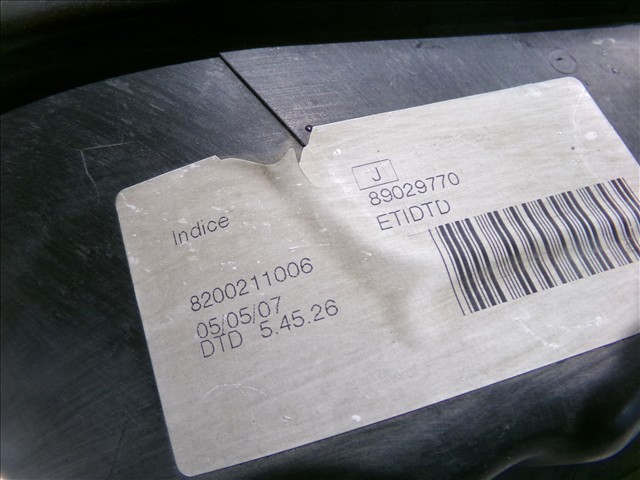 Indice
J
89029770
ETIDTD
8200211006
05/05/07
DTD 5.45.26